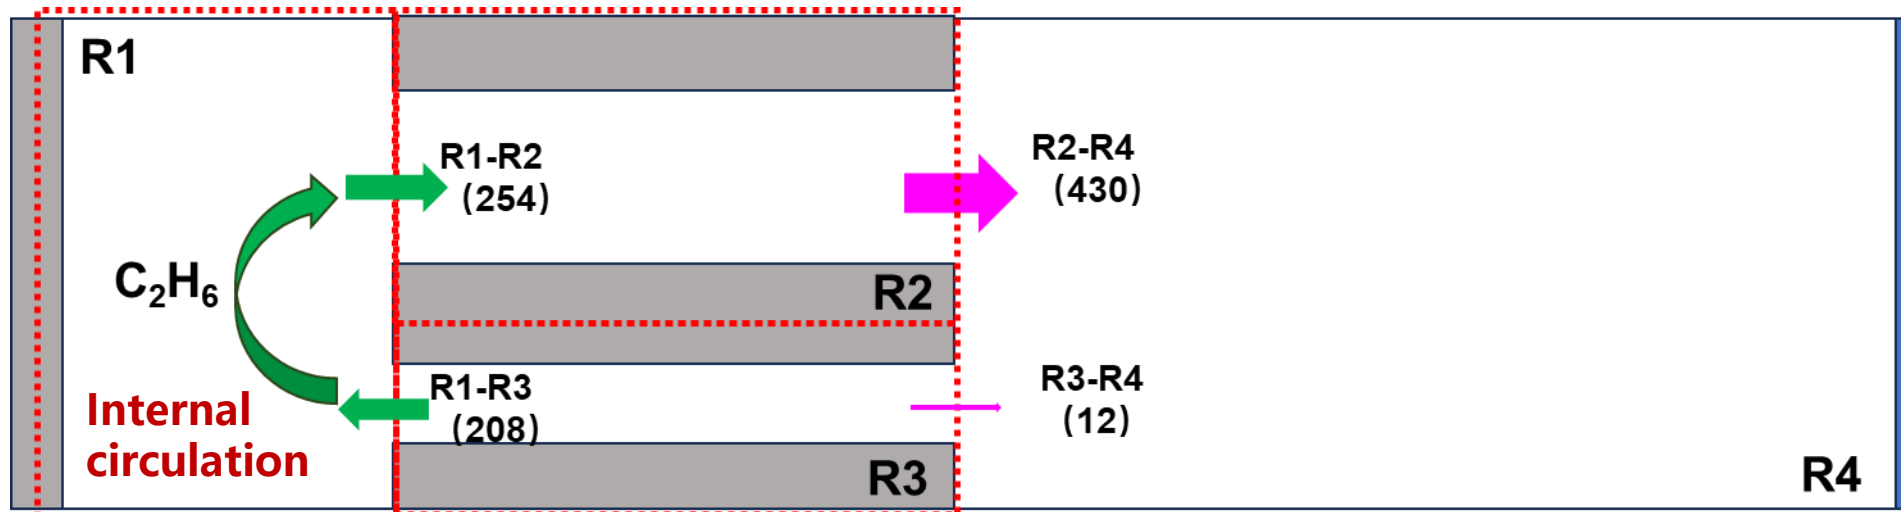 R1
R1-R2
(254)
R2-R4
(430)
C₂H₆
R2
R1-R3
(208)
R3-R4
(12)
Internal
circulation
R3
R4